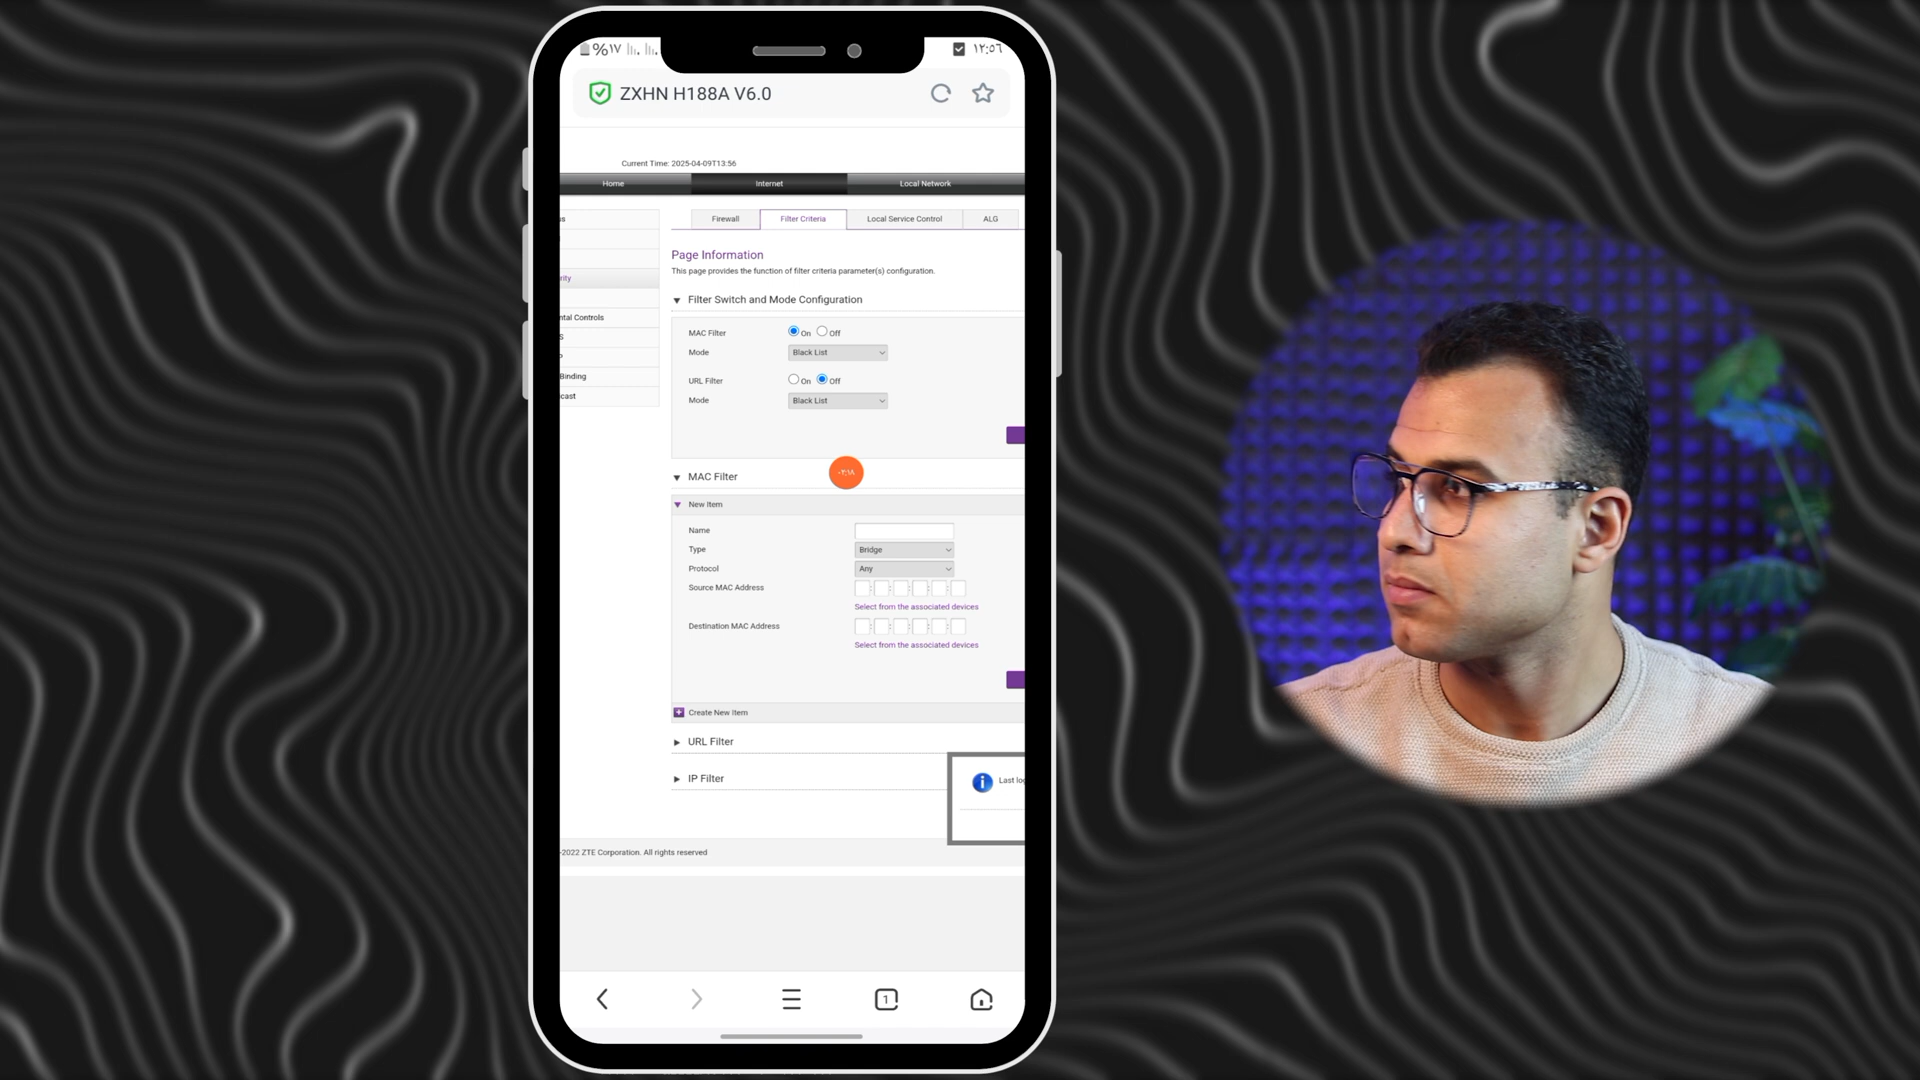 %١٧
١٢:٥٦
ZXHN H188A V6.0
Current Time: 2025-04-09T13:56
Home Internet Local Network
Firewall Filter Criteria Local Service Control ALG
Page Information
This page provides the function of filter criteria parameter(s) configuration.
Filter Switch and Mode Configuration
MAC Filter On Off
Mode Black List
URL Filter On Off
Mode Black List
MAC Filter
New Item
Name
Type Bridge
Protocol Any
Source MAC Address : : : : :
Select from the associated devices
Destination MAC Address : : : : :
Select from the associated devices
Create New Item
URL Filter
IP Filter
Last
-2022 ZTE Corporation. All rights reserved
ntal Controls
Binding
cast
1